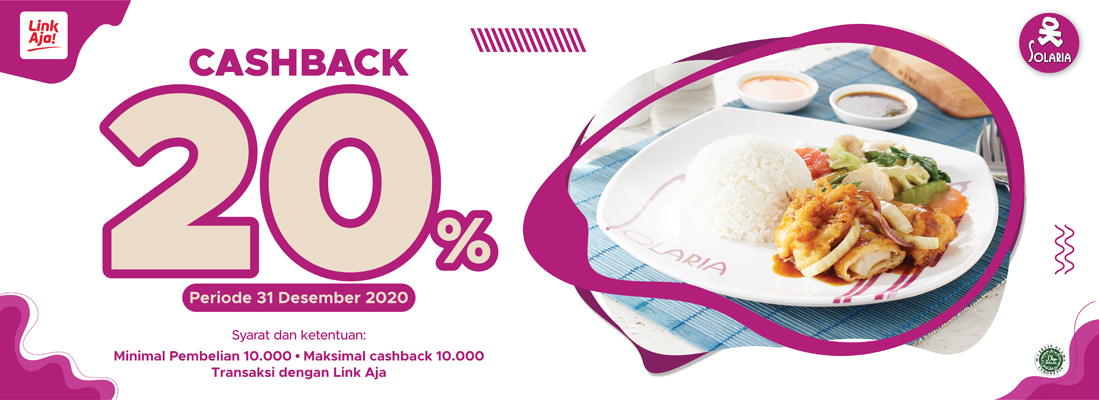 Link
Aja!
CASHBACK
20%
Periode 31 Desember 2020
Syarat dan ketentuan:
Minimal Pembelian 10.000 • Maksimal cashback 10.000
Transaksi dengan Link Aja
SOLARIA
SOLARIA